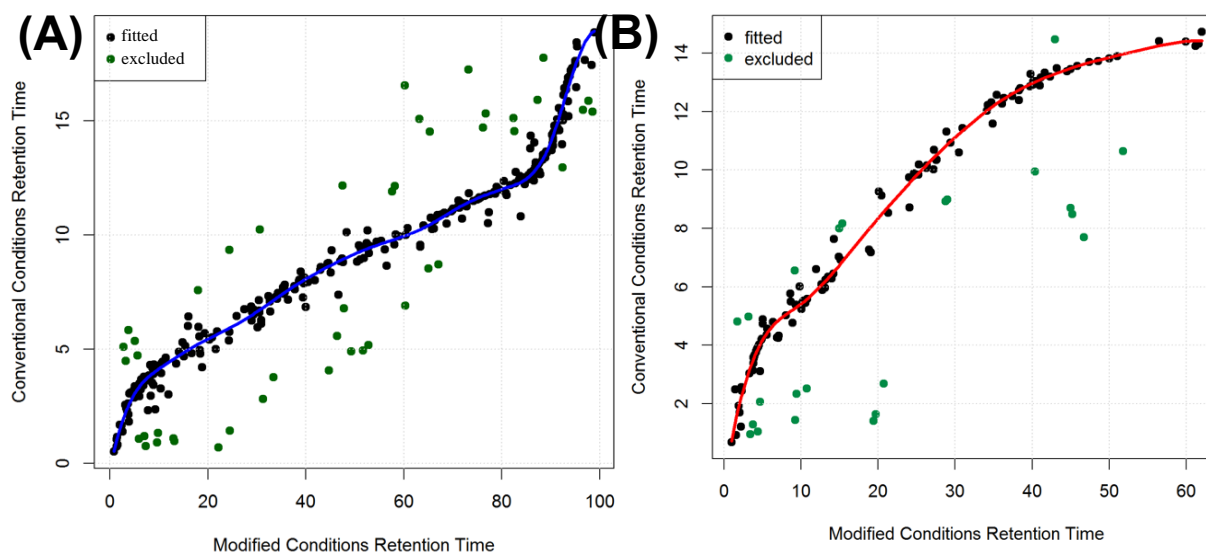 (A)
fitted
excluded
Conventional Conditions Retention Time
0 5 10 15
0 20 40 60 80 100
Modified Conditions Retention Time
(B)
fitted
excluded
Conventional Conditions Retention Time
2 4 6 8 10 12 14
0 10 20 30 40 50 60
Modified Conditions Retention Time